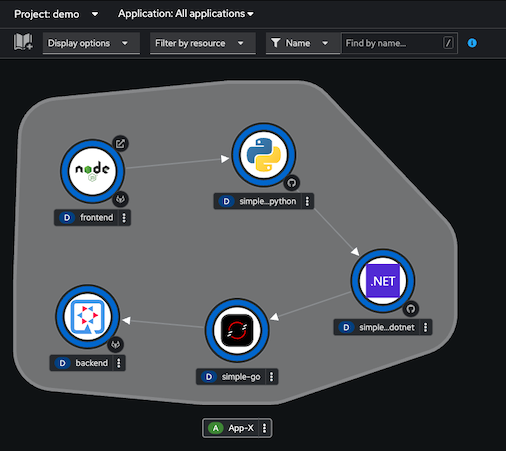 Project: demo Application: All applications
Display options Filter by resource Name Find by name... /
node
JS
D simple...python
D frontend
.NET
D simple...dotnet
D backend
D simple-go
A App-X